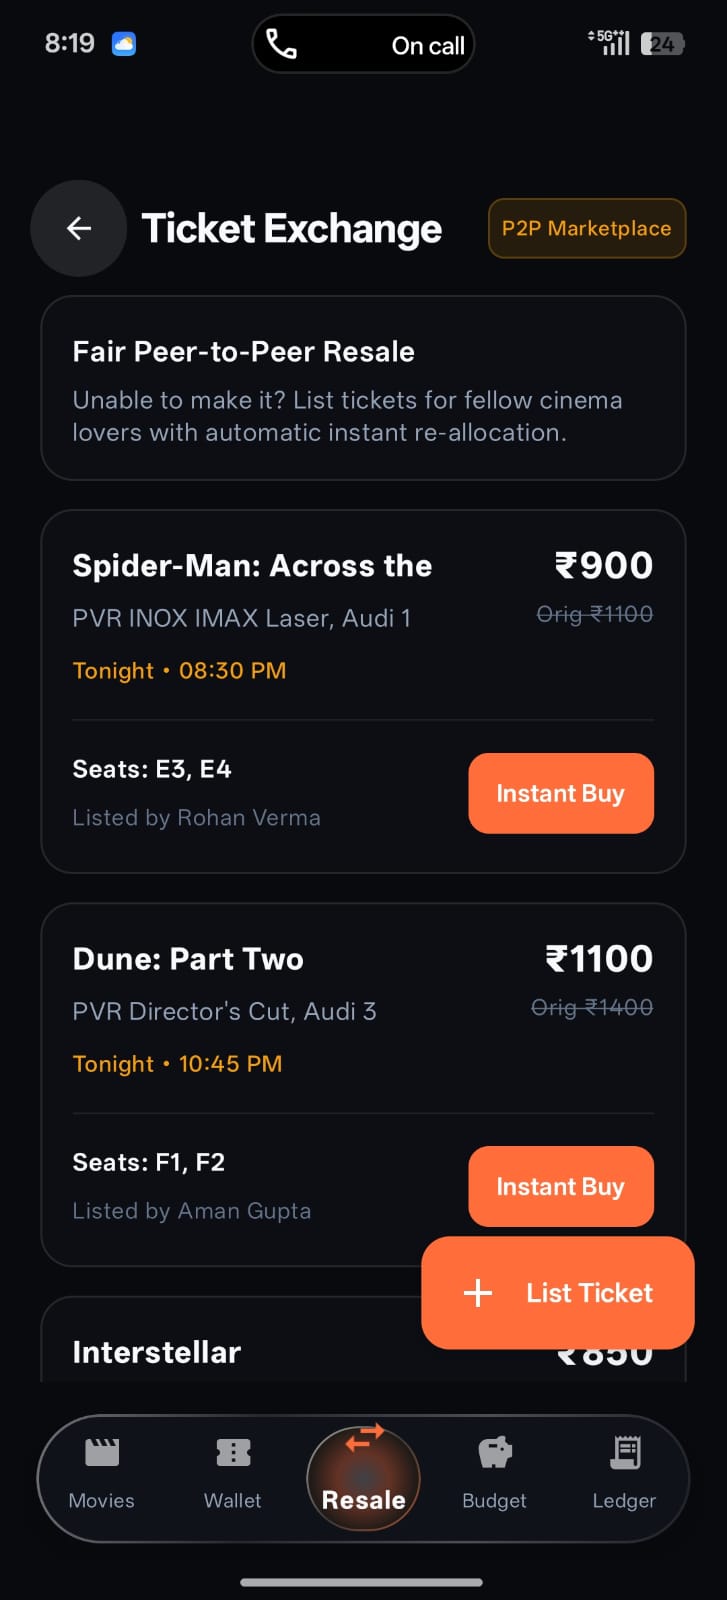 8:19
On call
5G++
24
Ticket Exchange
P2P Marketplace
Fair Peer-to-Peer Resale
Unable to make it? List tickets for fellow cinema
lovers with automatic instant re-allocation.
Spider-Man: Across the
₹900
PVR INOX IMAX Laser, Audi 1
Orig ₹1100
Tonight • 08:30 PM
Seats: E3, E4
Listed by Rohan Verma
Instant Buy
Dune: Part Two
₹1100
PVR Director's Cut, Audi 3
Orig ₹1400
Tonight • 10:45 PM
Seats: F1, F2
Listed by Aman Gupta
Instant Buy
+ List Ticket
Interstellar
₹850
Movies
Wallet
Resale
Budget
Ledger